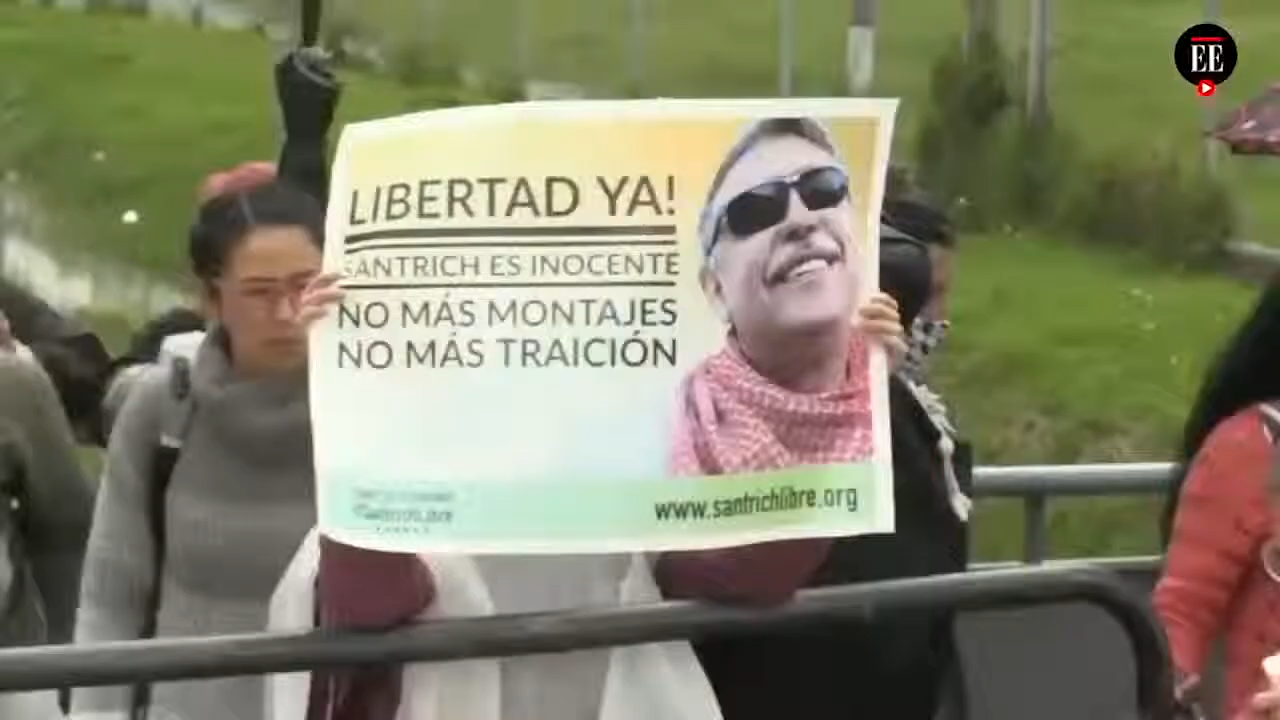 EE
LIBERTAD YA!
SANTRICH ES INOCENTE
NO MÁS MONTAJES
NO MÁS TRAICIÓN
www.santrichlibre.org